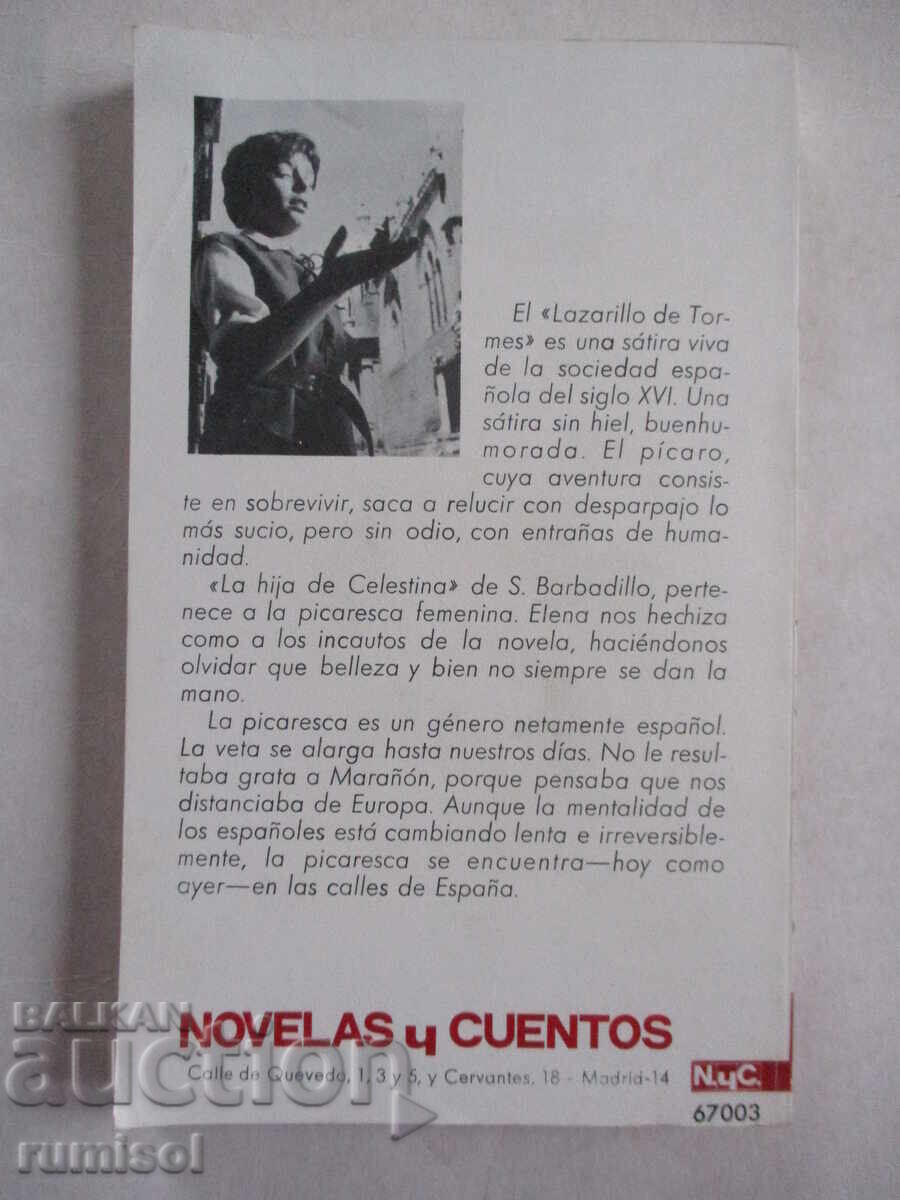 El «Lazarillo de Tor-
mes» es una sátira viva
de la sociedad espa-
ñola del siglo XVI. Una
sátira sin hiel, buenhu-
morada. El pícaro,
cuya aventura consis-
te en sobrevivir, saca a relucir con desparpajo lo
más sucio, pero sin odio, con entrañas de huma-
nidad.
«La hija de Celestina» de S. Barbadillo, perte-
nece a la picaresca femenina. Elena nos hechiza
como a los incautos de la novela, haciéndonos
olvidar que belleza y bien no siempre se dan la
mano.
La picaresca es un género netamente español.
La veta se alarga hasta nuestros días. No le resul-
taba grata a Marañón, porque pensaba que nos
distanciaba de Europa. Aunque la mentalidad de
los españoles está cambiando lenta e irreversible-
mente, la picaresca se encuentra—hoy como
ayer—en las calles de España.
NOVELAS y CUENTOS
Calle de Quevedo, 1, 3 y 5, y Cervantes, 18 - Madrid-14
N.yC.
67003
BALKAN
auction
rumisol